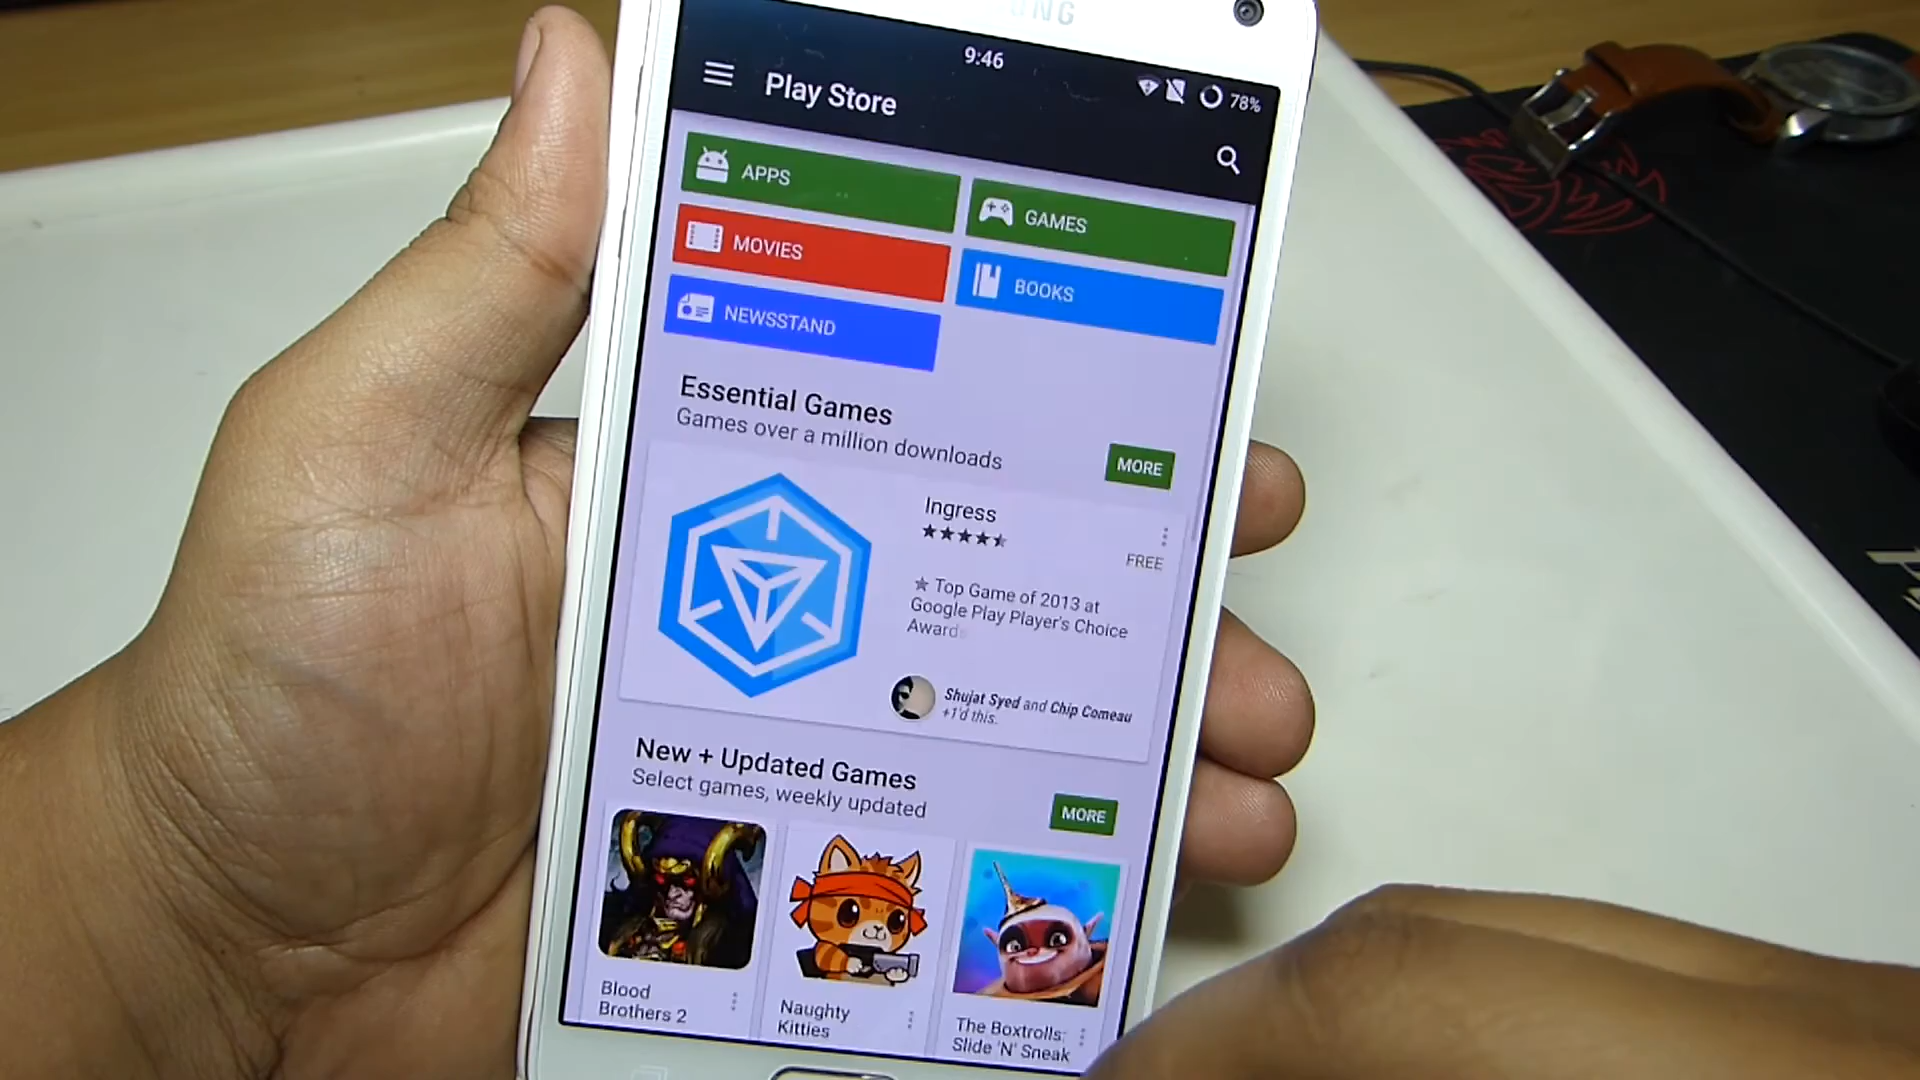 9:46
78%
Play Store
APPS
GAMES
MOVIES
BOOKS
NEWSSTAND
Essential Games
Games over a million downloads
MORE
Ingress
FREE
★ Top Game of 2013 at
Google Play Player's Choice
Awards
Shujat Syed and Chip Comeau
+1'd this.
New + Updated Games
Select games, weekly updated
MORE
Blood
Brothers 2
Naughty
Kitties
The Boxtrolls:
Slide 'N' Sneak